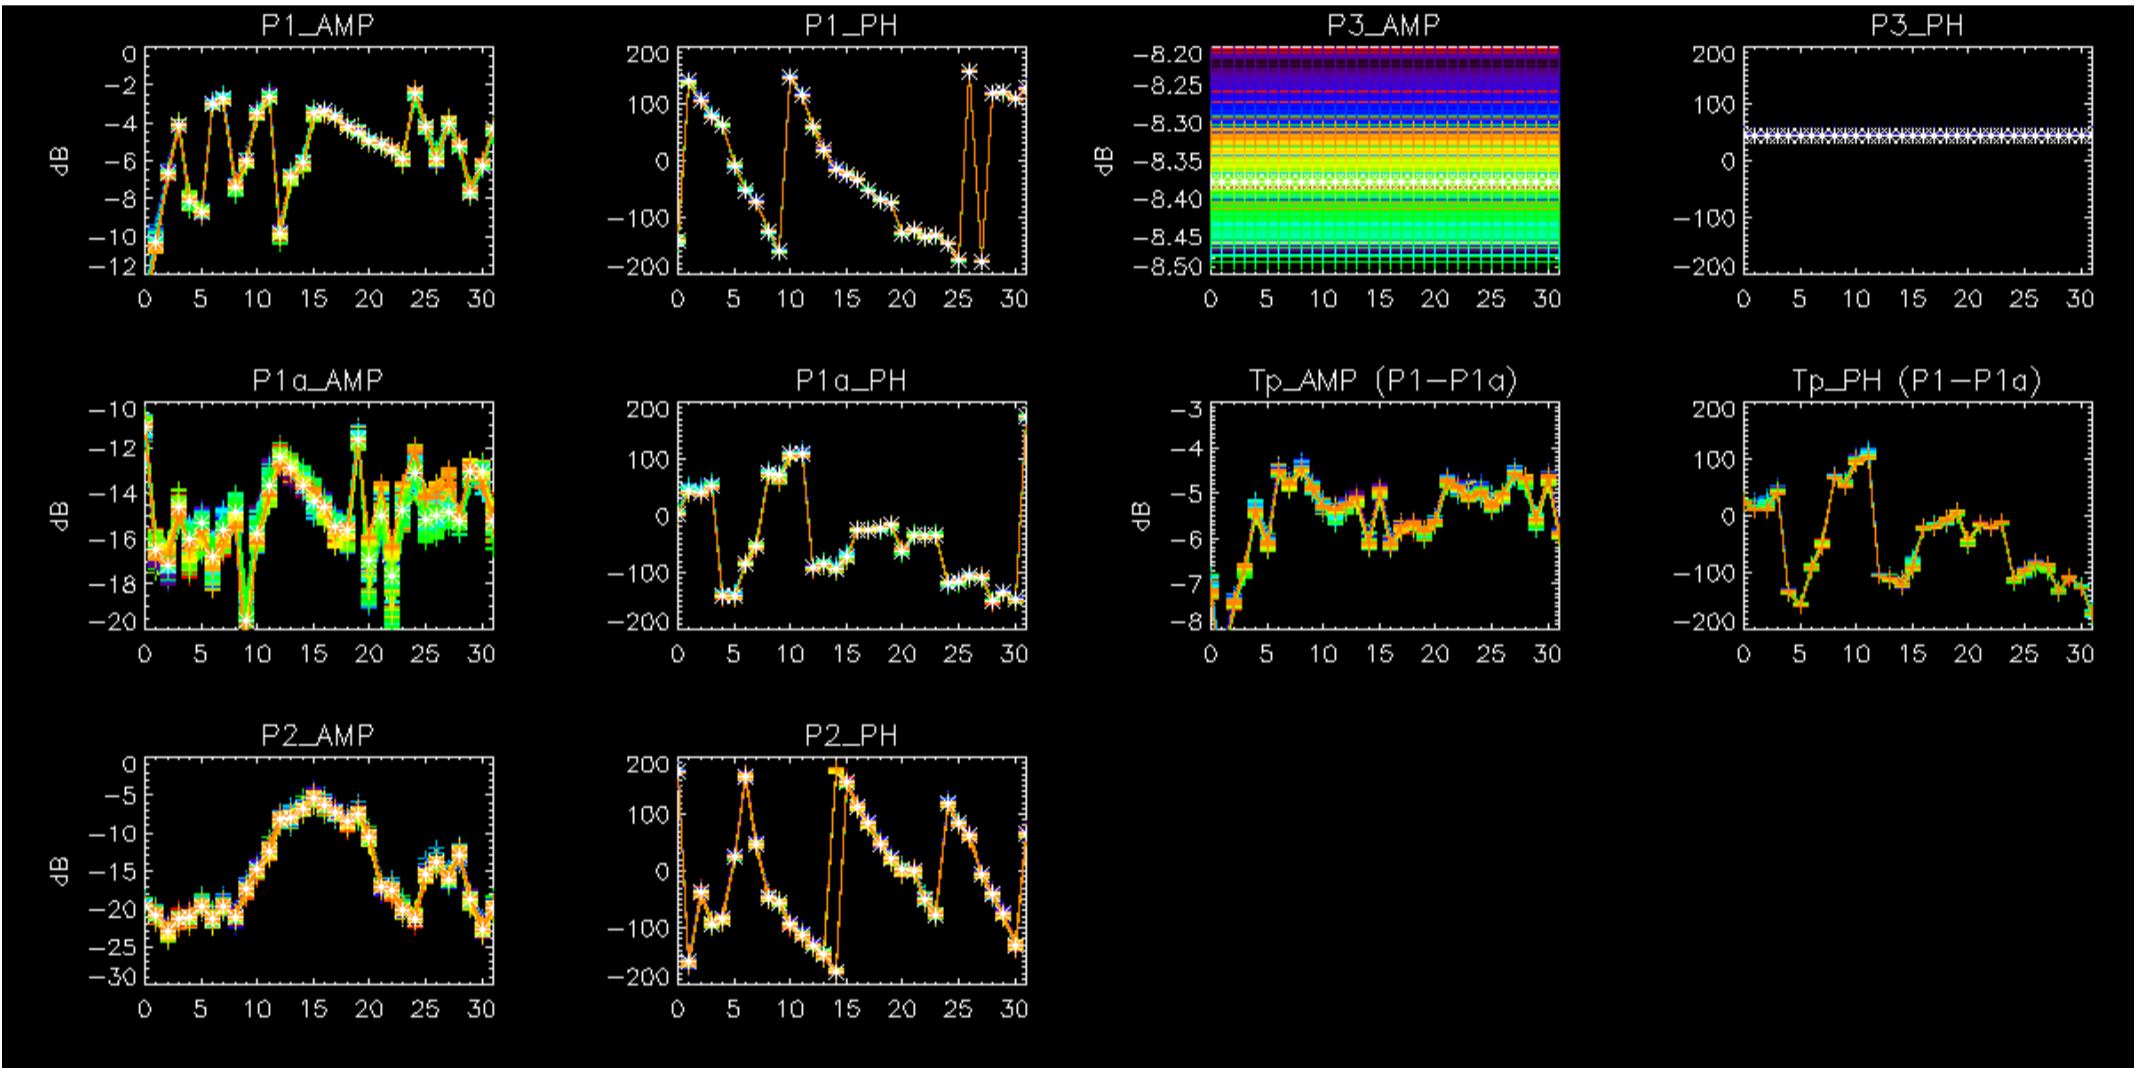 P1_AMP
0
−2
−4
−6
−8
−10
−12
dB
0 5 10 15 20 25 30
P1_PH
200
100
0
−100
−200
0 5 10 15 20 25 30
P3_AMP
−8.20
−8.25
−8.30
−8.35
−8.40
−8.45
−8.50
dB
0 5 10 15 20 25 30
P3_PH
200
100
0
−100
−200
0 5 10 15 20 25 30
P1a_AMP
−10
−12
−14
−16
−18
−20
dB
0 5 10 15 20 25 30
P1a_PH
200
100
0
−100
−200
0 5 10 15 20 25 30
Tp_AMP (P1−P1a)
−3
−4
−5
−6
−7
−8
dB
0 5 10 15 20 25 30
Tp_PH (P1−P1a)
200
100
0
−100
−200
0 5 10 15 20 25 30
P2_AMP
0
−5
−10
−15
−20
−25
−30
dB
0 5 10 15 20 25 30
P2_PH
200
100
0
−100
−200
0 5 10 15 20 25 30